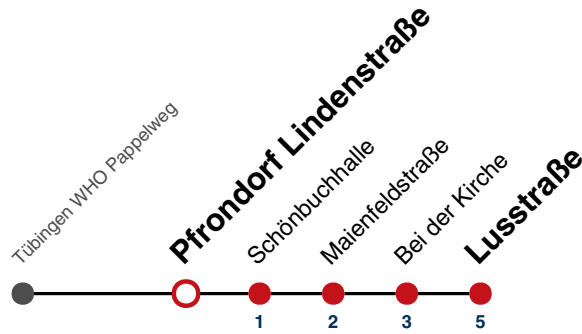 Tübingen WHO Pappelweg
Pfrondorf Lindenstraße
Schönbuchhalle
Maienfeldstraße
Bei der Kirche
Lusstraße
1
2
3
5